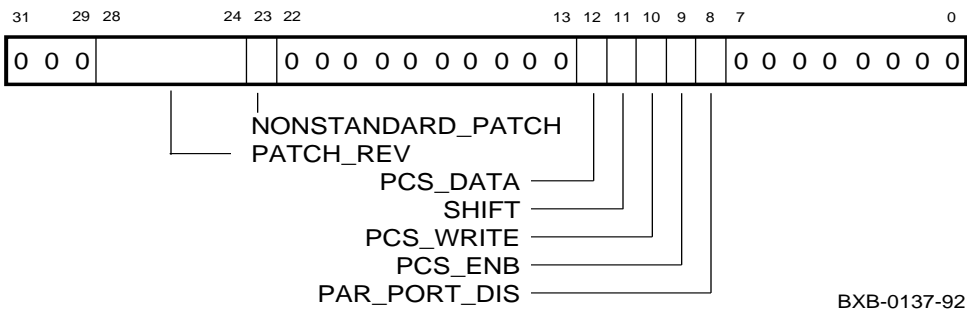 31 29 28 24 23 22 13 12 11 10 9 8 7 0
0 0 0 0 0 0 0 0 0 0 0 0 0 0 0 0 0 0 0 0 0
NONSTANDARD_PATCH
PATCH_REV
PCS_DATA
SHIFT
PCS_WRITE
PCS_ENB
PAR_PORT_DIS
BXB-0137-92